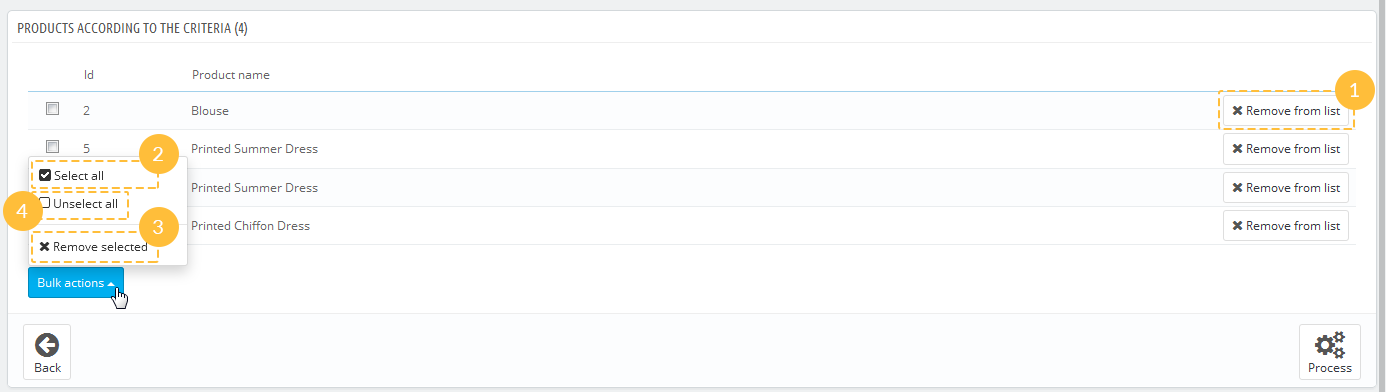 PRODUCTS ACCORDING TO THE CRITERIA (4)
Id Product name
2 Blouse Remove from list 1
5 Printed Summer Dress Remove from list
2
Select all
Printed Summer Dress Remove from list
4 Unselect all
3
Printed Chiffon Dress Remove from list
Remove selected
Bulk actions
Back Process